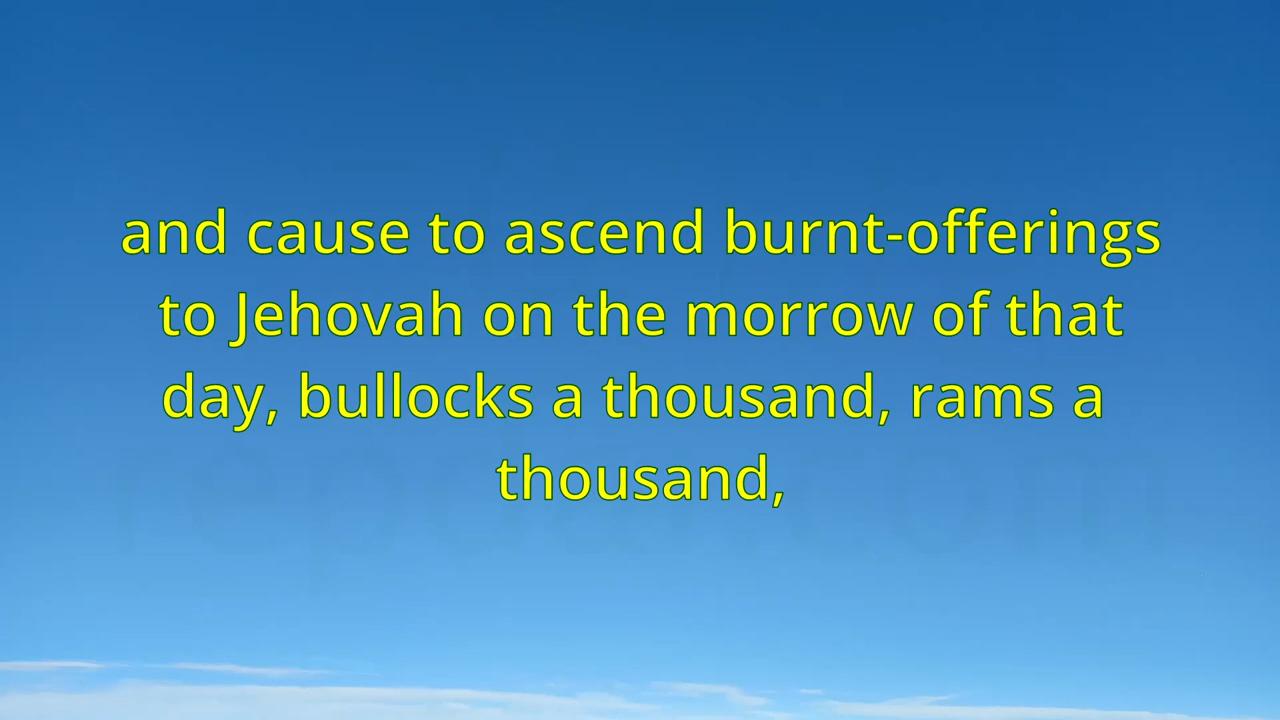 and cause to ascend burnt-offerings
to Jehovah on the morrow of that
day, bullocks a thousand, rams a
thousand,